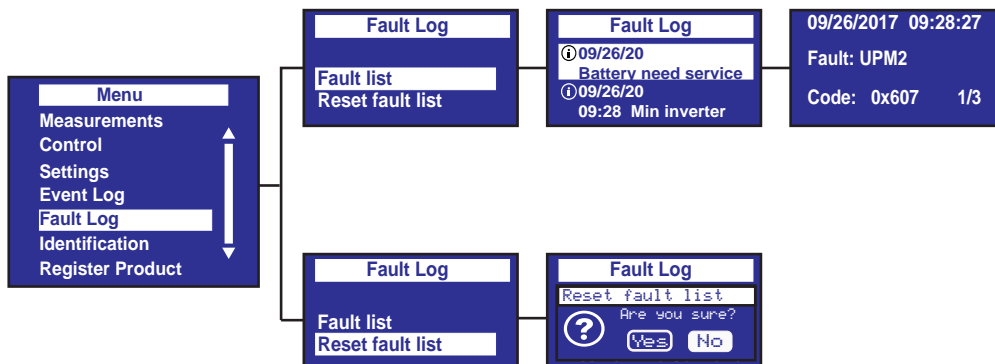 Menu
Measurements
Control
Settings
Event Log
Fault Log
Identification
Register Product
Fault Log
Fault list
Reset fault list
Fault Log
09/26/20
Battery need service
09/26/20
09:28 Min inverter
09/26/2017 09:28:27
Fault: UPM2
Code: 0x607 1/3
Fault Log
Fault list
Reset fault list
Fault Log
Reset fault list
Are you sure?
Yes No